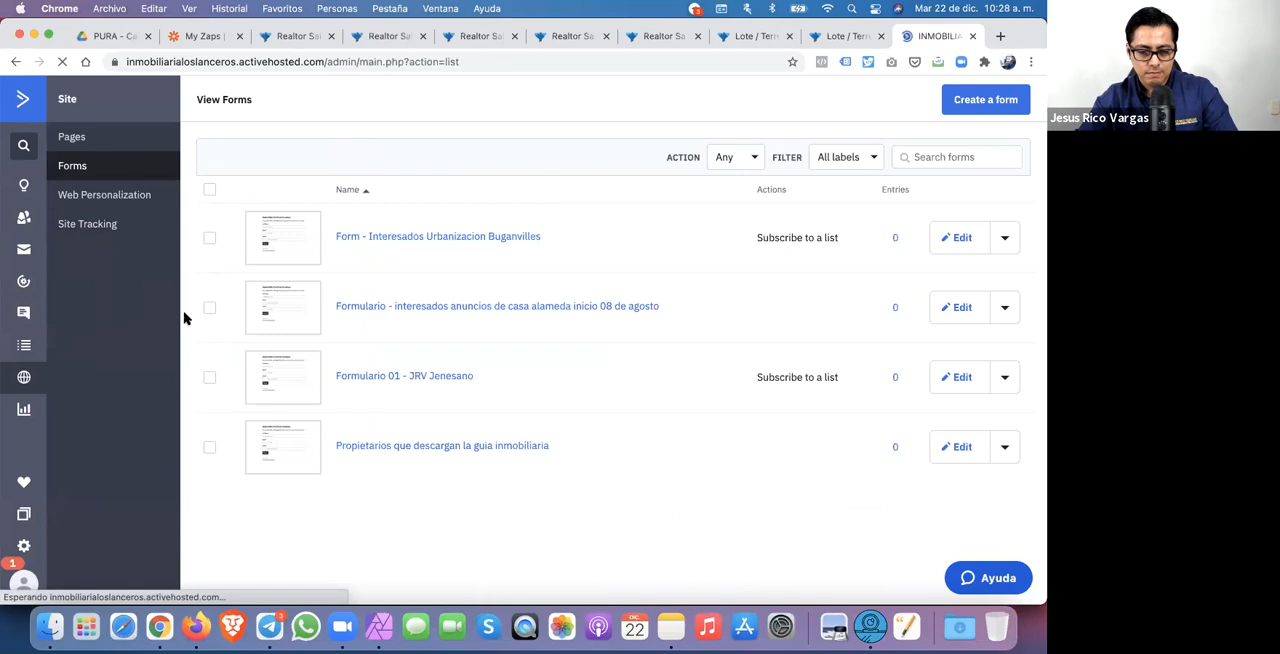 Chrome Archivo Editar Ver Historial Favoritos Personas Pestaña Ventana Ayuda Mar 22 de dic. 10:28 a. m.
PURA - Ca My Zaps | Realtor Sal Realtor Sal Realtor Sal Realtor Sa Realtor Sa Lote / Terr Lote / Terr INMOBILIA
inmobiliarialoslanceros.activehosted.com/admin/main.php?action=list
Site
Pages
Forms
Web Personalization
Site Tracking
1
View Forms
Create a form
ACTION Any FILTER All labels Search forms
Name Actions Entries
Form - Interesados Urbanizacion Buganvilles Subscribe to a list 0 Edit
Formulario - interesados anuncios de casa alameda inicio 08 de agosto 0 Edit
Formulario 01 - JRV Jenesano Subscribe to a list 0 Edit
Propietarios que descargan la guia inmobiliaria 0 Edit
Ayuda
Esperando inmobiliarialoslanceros.activehosted.com...
DIC
22
Jesus Rico Vargas